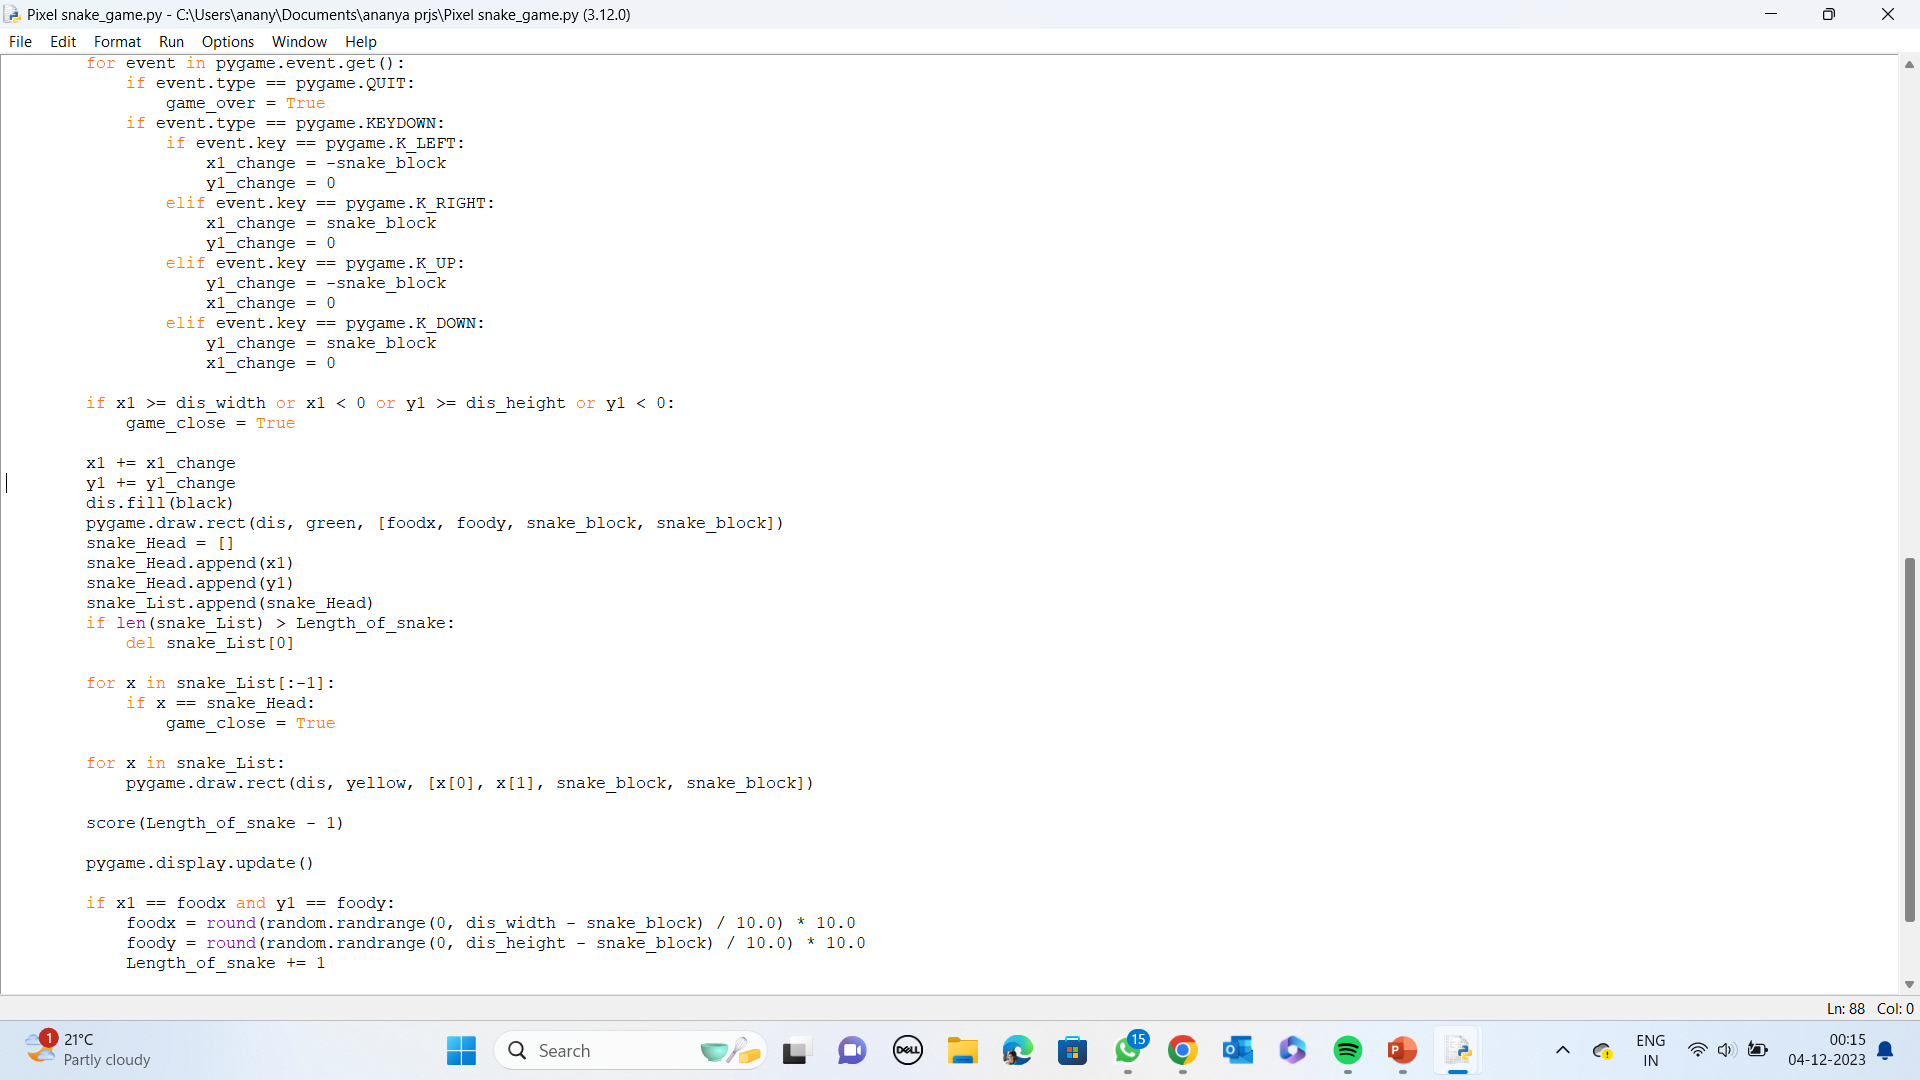 Pixel snake_game.py - C:\Users\anany\Documents\ananya prjs\Pixel snake_game.py (3.12.0)
File Edit Format Run Options Window Help
        for event in pygame.event.get():
            if event.type == pygame.QUIT:
                game_over = True
            if event.type == pygame.KEYDOWN:
                if event.key == pygame.K_LEFT:
                    x1_change = -snake_block
                    y1_change = 0
                elif event.key == pygame.K_RIGHT:
                    x1_change = snake_block
                    y1_change = 0
                elif event.key == pygame.K_UP:
                    y1_change = -snake_block
                    x1_change = 0
                elif event.key == pygame.K_DOWN:
                    y1_change = snake_block
                    x1_change = 0

        if x1 >= dis_width or x1 < 0 or y1 >= dis_height or y1 < 0:
            game_close = True

        x1 += x1_change
        y1 += y1_change
        dis.fill(black)
        pygame.draw.rect(dis, green, [foodx, foody, snake_block, snake_block])
        snake_Head = []
        snake_Head.append(x1)
        snake_Head.append(y1)
        snake_List.append(snake_Head)
        if len(snake_List) > Length_of_snake:
            del snake_List[0]

        for x in snake_List[:-1]:
            if x == snake_Head:
                game_close = True

        for x in snake_List:
            pygame.draw.rect(dis, yellow, [x[0], x[1], snake_block, snake_block])

        score(Length_of_snake - 1)

        pygame.display.update()

        if x1 == foodx and y1 == foody:
            foodx = round(random.randrange(0, dis_width - snake_block) / 10.0) * 10.0
            foody = round(random.randrange(0, dis_height - snake_block) / 10.0) * 10.0
            Length_of_snake += 1
Ln: 88 Col: 0
1
21°C
Partly cloudy
Search
DELL
15
ENG
IN
00:15
04-12-2023